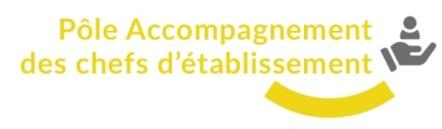 Pôle Accompagnement
des chefs d'établissement